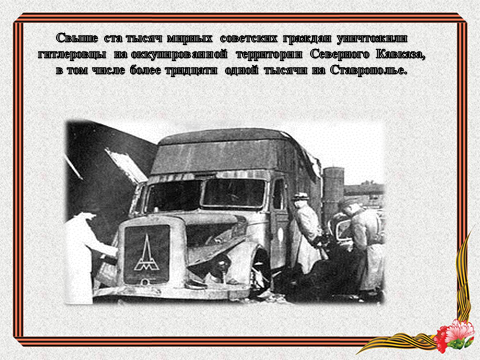 Свыше ста тысяч мирных советских граждан уничтожили
гитлеровцы на оккупированной территории Северного Кавказа,
в том числе более тридцати одной тысячи на Ставрополье.